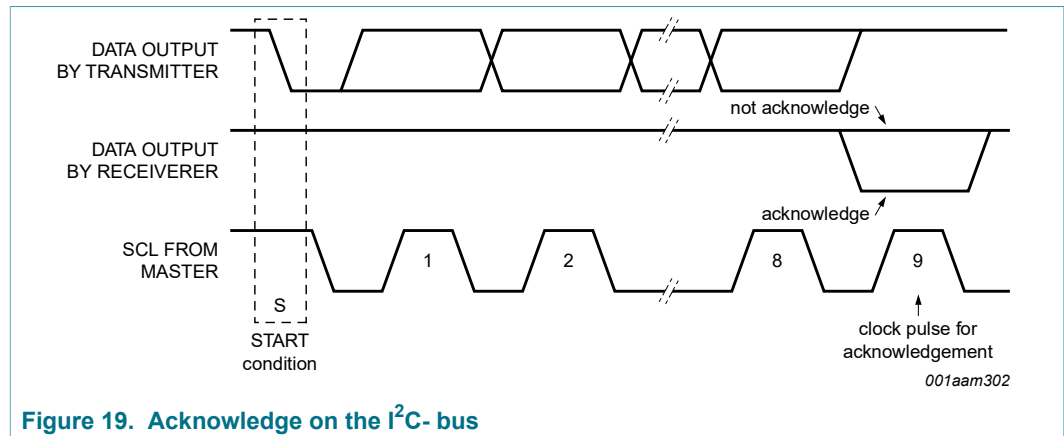 DATA OUTPUT
BY TRANSMITTER
not acknowledge
DATA OUTPUT
BY RECEIVERER
acknowledge
SCL FROM
MASTER
1
2
8
9
S
START
condition
clock pulse for
acknowledgement
001aam302
Figure 19. Acknowledge on the I²C- bus